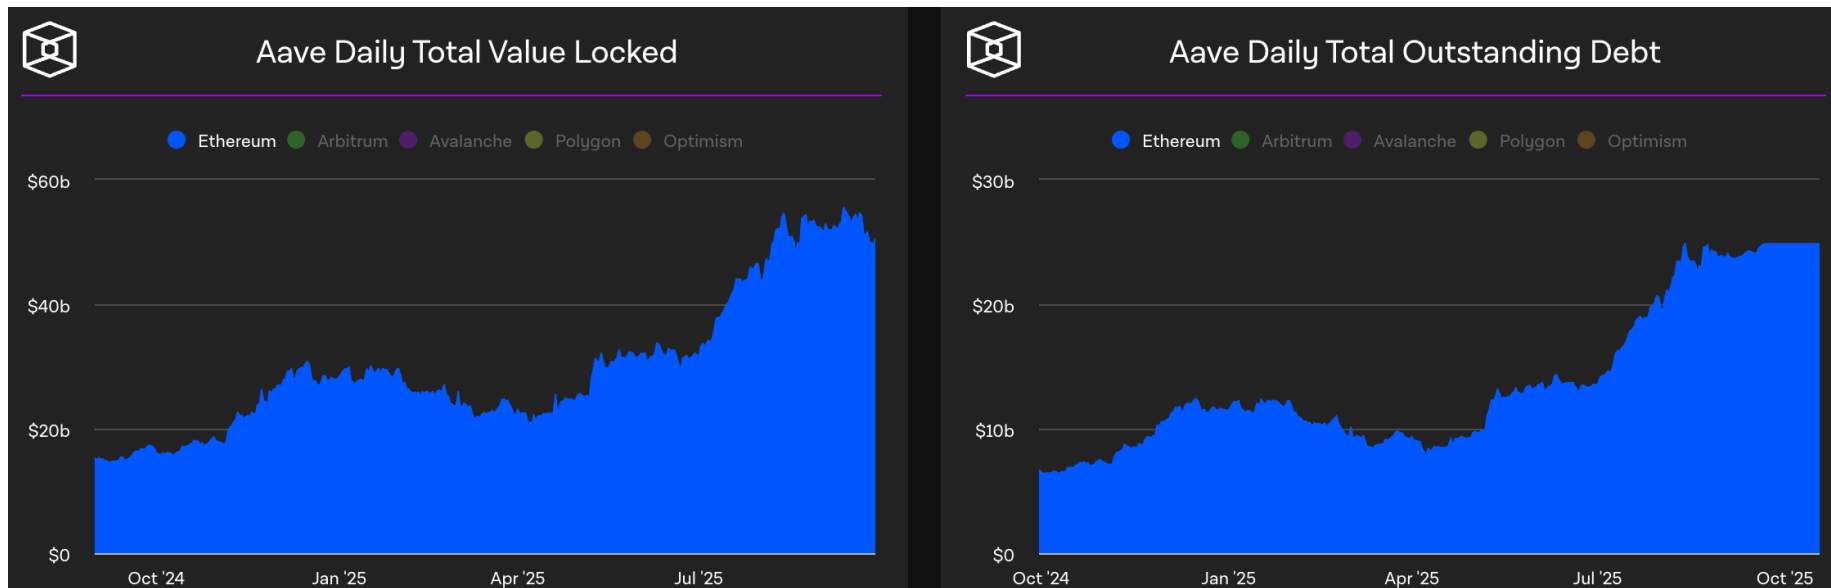 Aave Daily Total Value Locked
Ethereum Arbitrum Avalanche Polygon Optimism
$60b
$40b
$20b
$0
Oct '24 Jan '25 Apr '25 Jul '25
Aave Daily Total Outstanding Debt
Ethereum Arbitrum Avalanche Polygon Optimism
$30b
$20b
$10b
$0
Oct '24 Jan '25 Apr '25 Jul '25 Oct '25